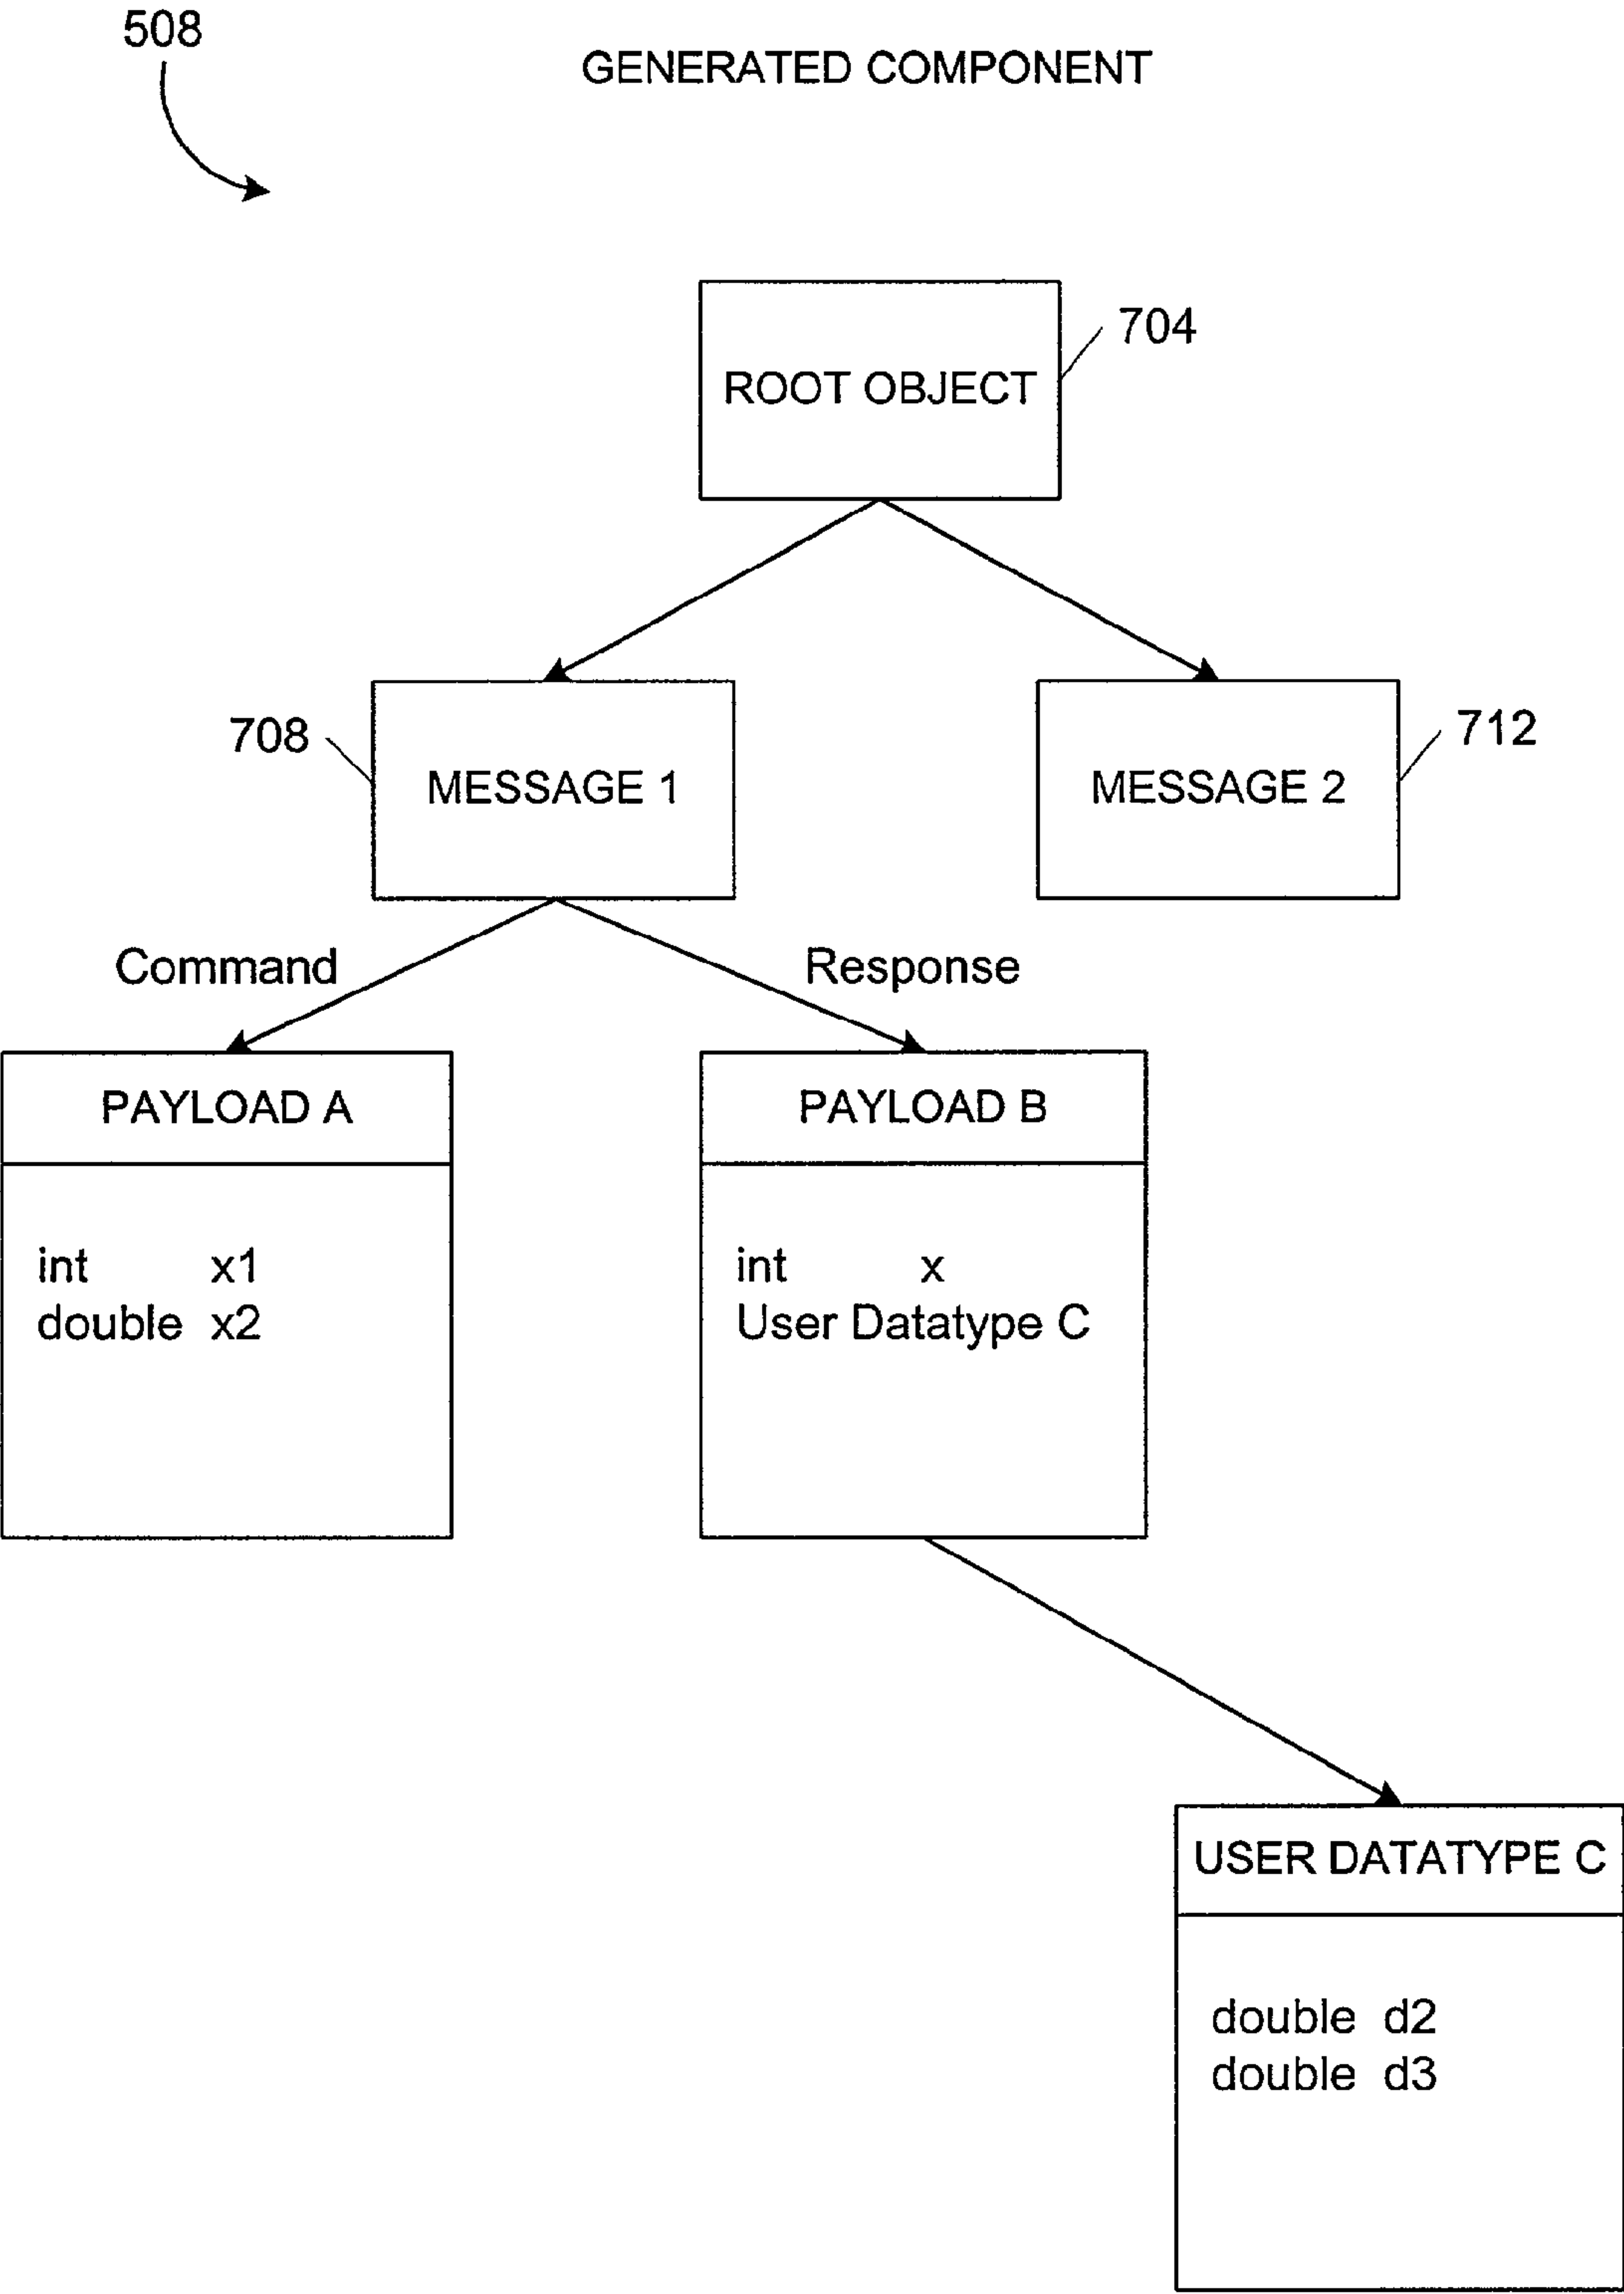 508
GENERATED COMPONENT
704
ROOT OBJECT
708
MESSAGE 1
712
MESSAGE 2
Command
Response
PAYLOAD A
int x1
double x2
PAYLOAD B
int x
User Datatype C
USER DATATYPE C
double d2
double d3